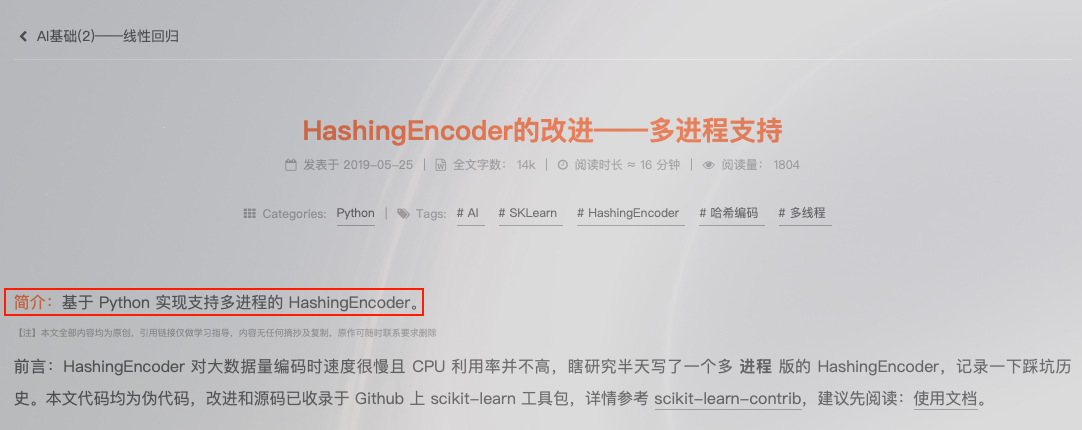 AI基础(2)——线性回归
HashingEncoder的改进——多进程支持
发表于 2019-05-25 | 全文字数： 14k | 阅读时长 ≈ 16 分钟 | 阅读量： 1804
Categories: Python | Tags: # AI # SKLearn # HashingEncoder # 哈希编码 # 多线程
简介：基于 Python 实现支持多进程的 HashingEncoder。
【注】本文全部内容均为原创，引用链接仅做学习指导，内容无任何摘抄及复制，原作可随时联系要求删除
前言：HashingEncoder 对大数据量编码时速度很慢且 CPU 利用率并不高，瞎研究半天写了一个多 进程 版的 HashingEncoder，记录一下踩坑历
史。本文代码均为伪代码，改进和源码已收录于 Github 上 scikit-learn 工具包，详情参考 scikit-learn-contrib，建议先阅读：使用文档。